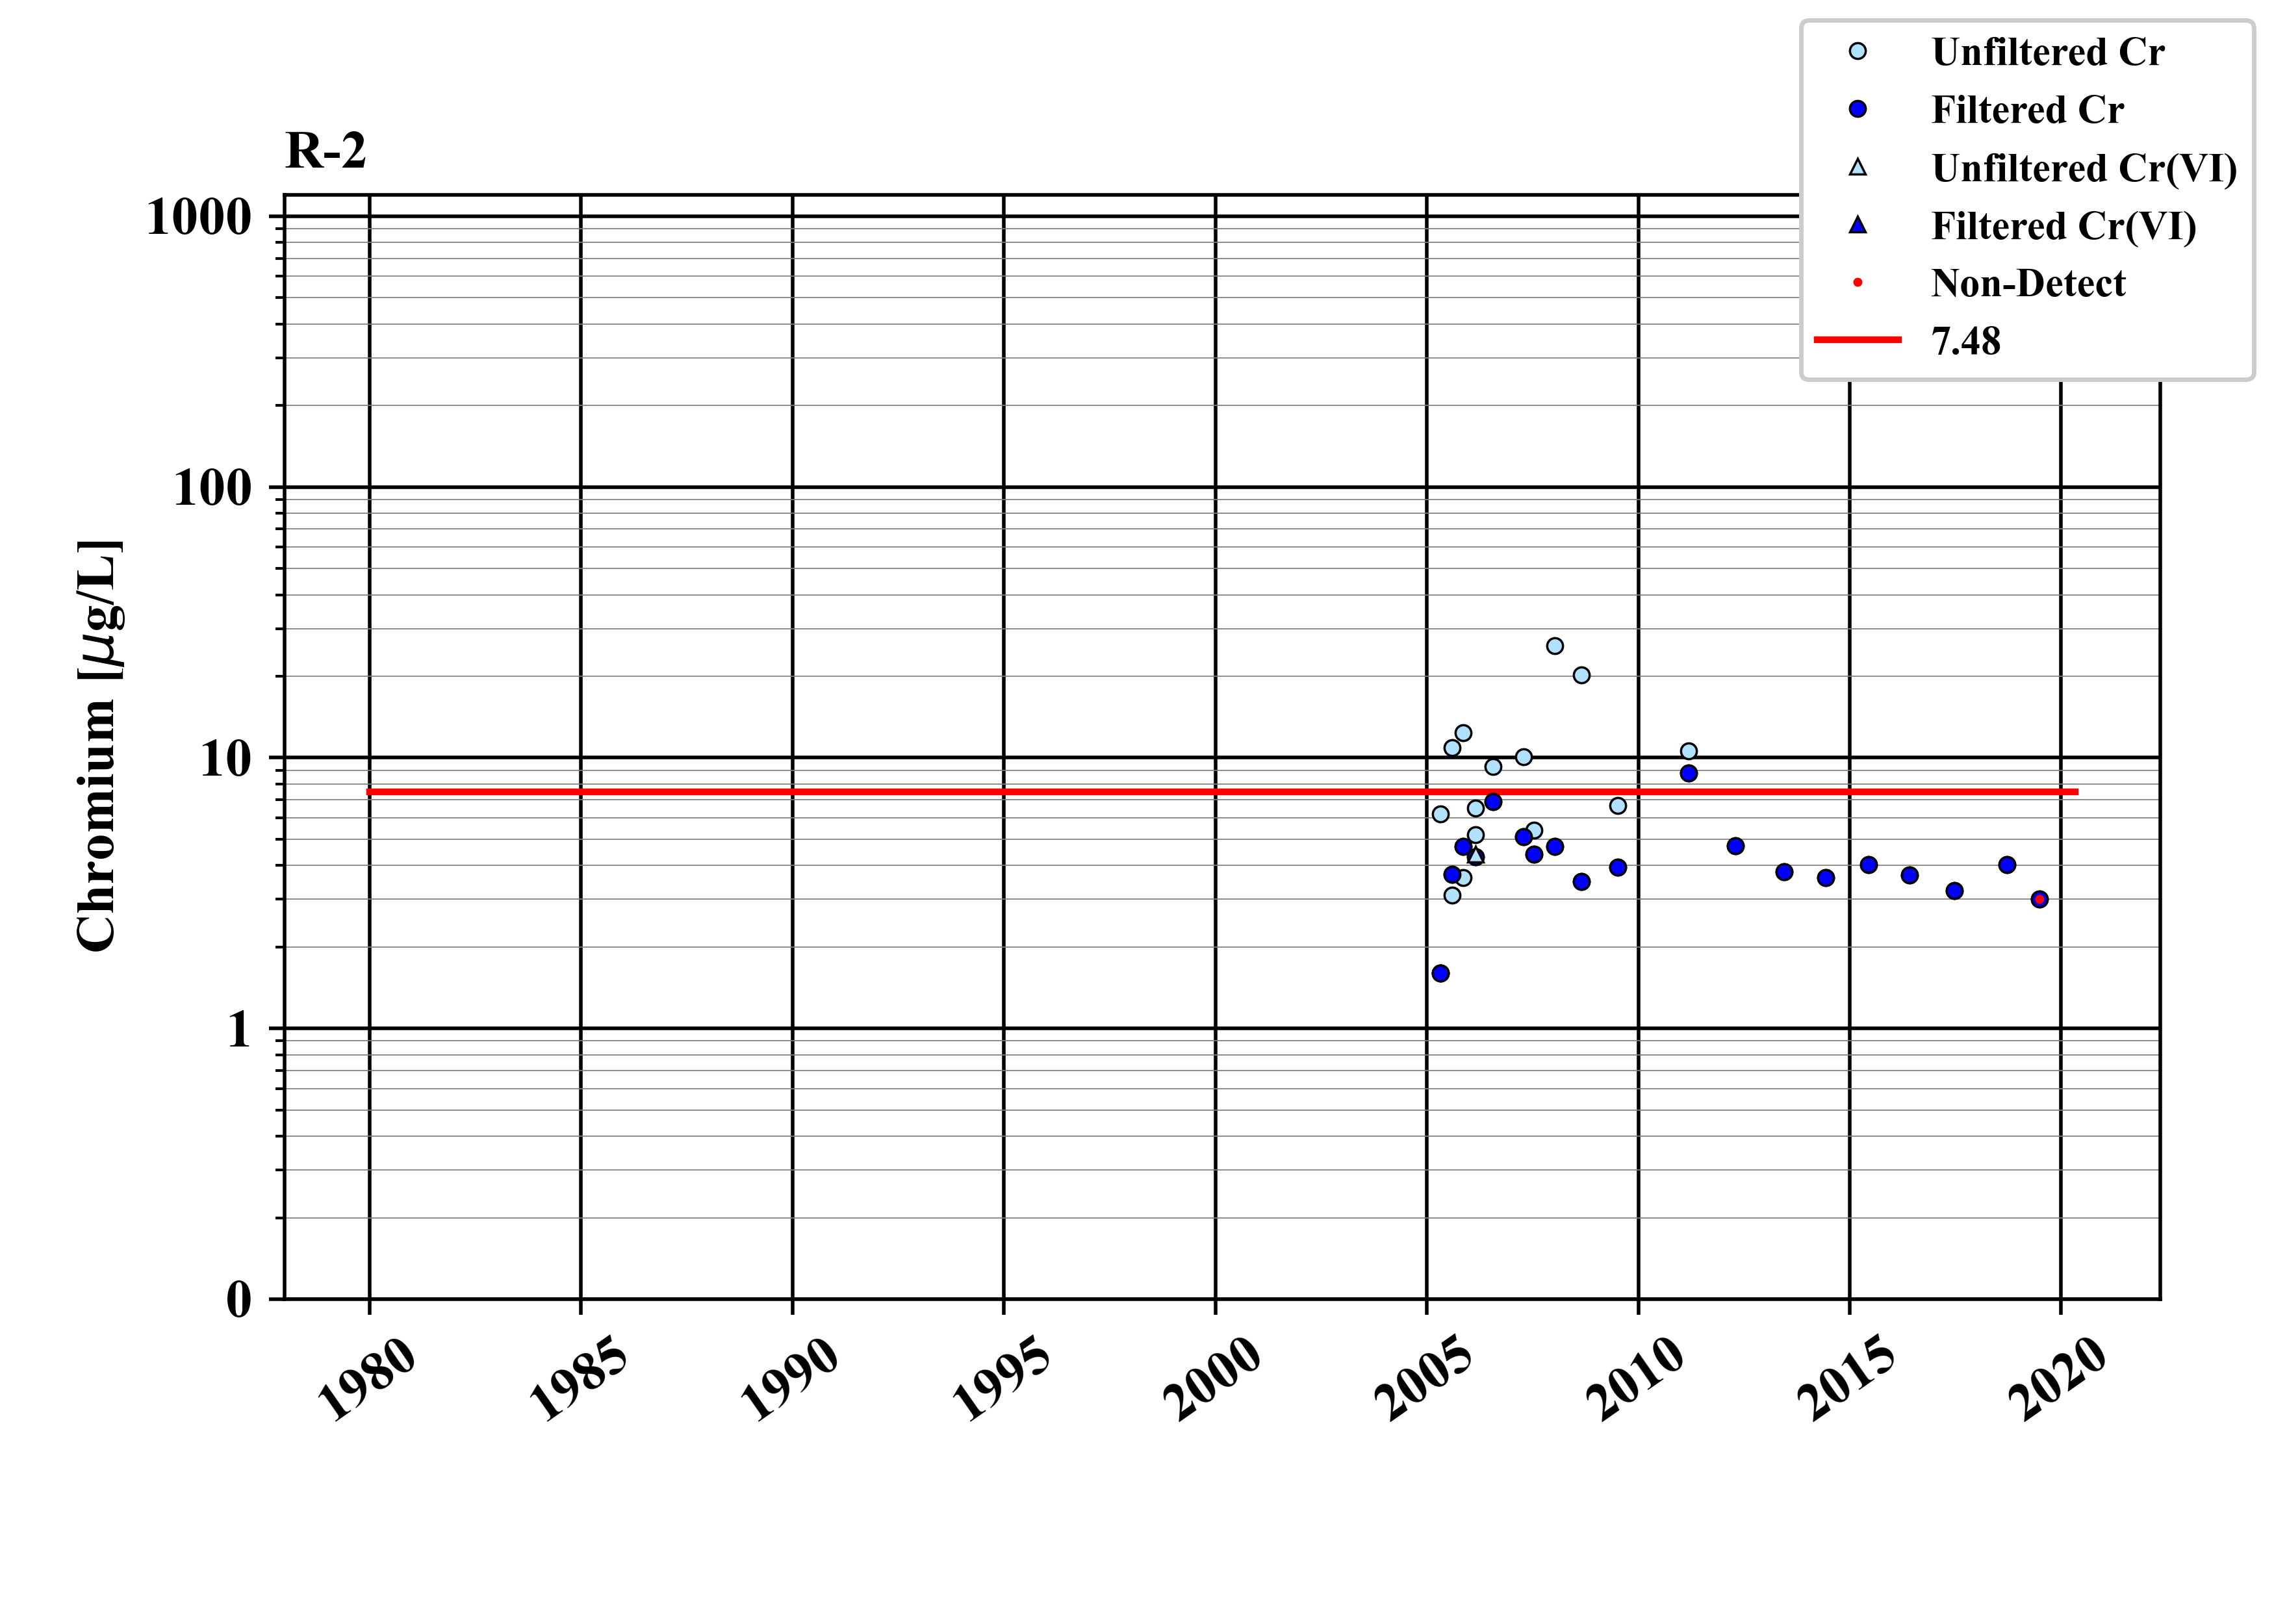 Unfiltered Cr
Filtered Cr
Unfiltered Cr(VI)
Filtered Cr(VI)
Non-Detect
7.48
R-2
1000
100
10
1
0
Chromium [μg/L]
1980
1985
1990
1995
2000
2005
2010
2015
2020